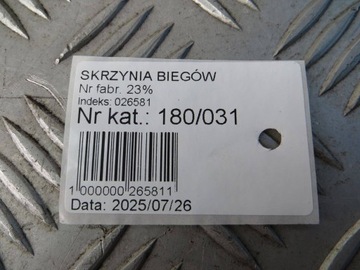 SKRZYNIA BIEGÓW
Nr fabr. 23%
Indeks: 026581
Nr kat.: 180/031
1 000000 265811
Data: 2025/07/26